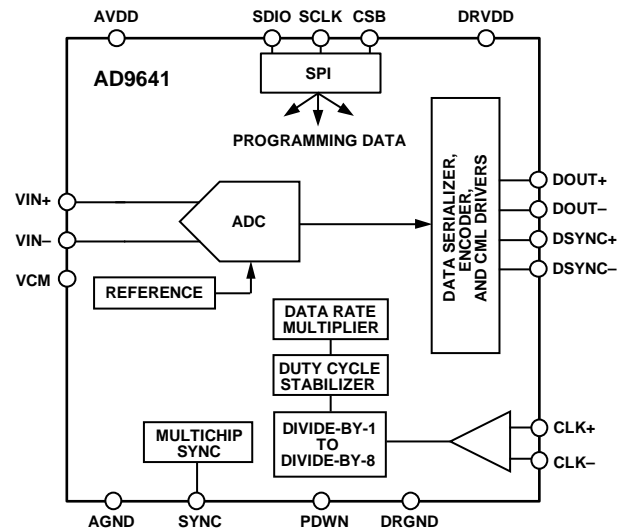 AVDD
SDIO SCLK CSB
DRVDD
AD9641
SPI
PROGRAMMING DATA
VIN+
VIN–
VCM
ADC
REFERENCE
DATA SERIALIZER,
ENCODER,
AND CML DRIVERS
DOUT+
DOUT–
DSYNC+
DSYNC–
DATA RATE
MULTIPLIER
DUTY CYCLE
STABILIZER
MULTICHIP
SYNC
DIVIDE-BY-1
TO
DIVIDE-BY-8
CLK+
CLK–
AGND
SYNC
PDWN
DRGND